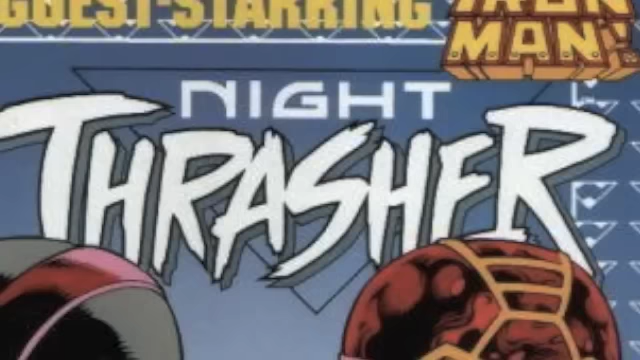 GUEST-STARRING
IRON
MAN!
NIGHT
THRASHER